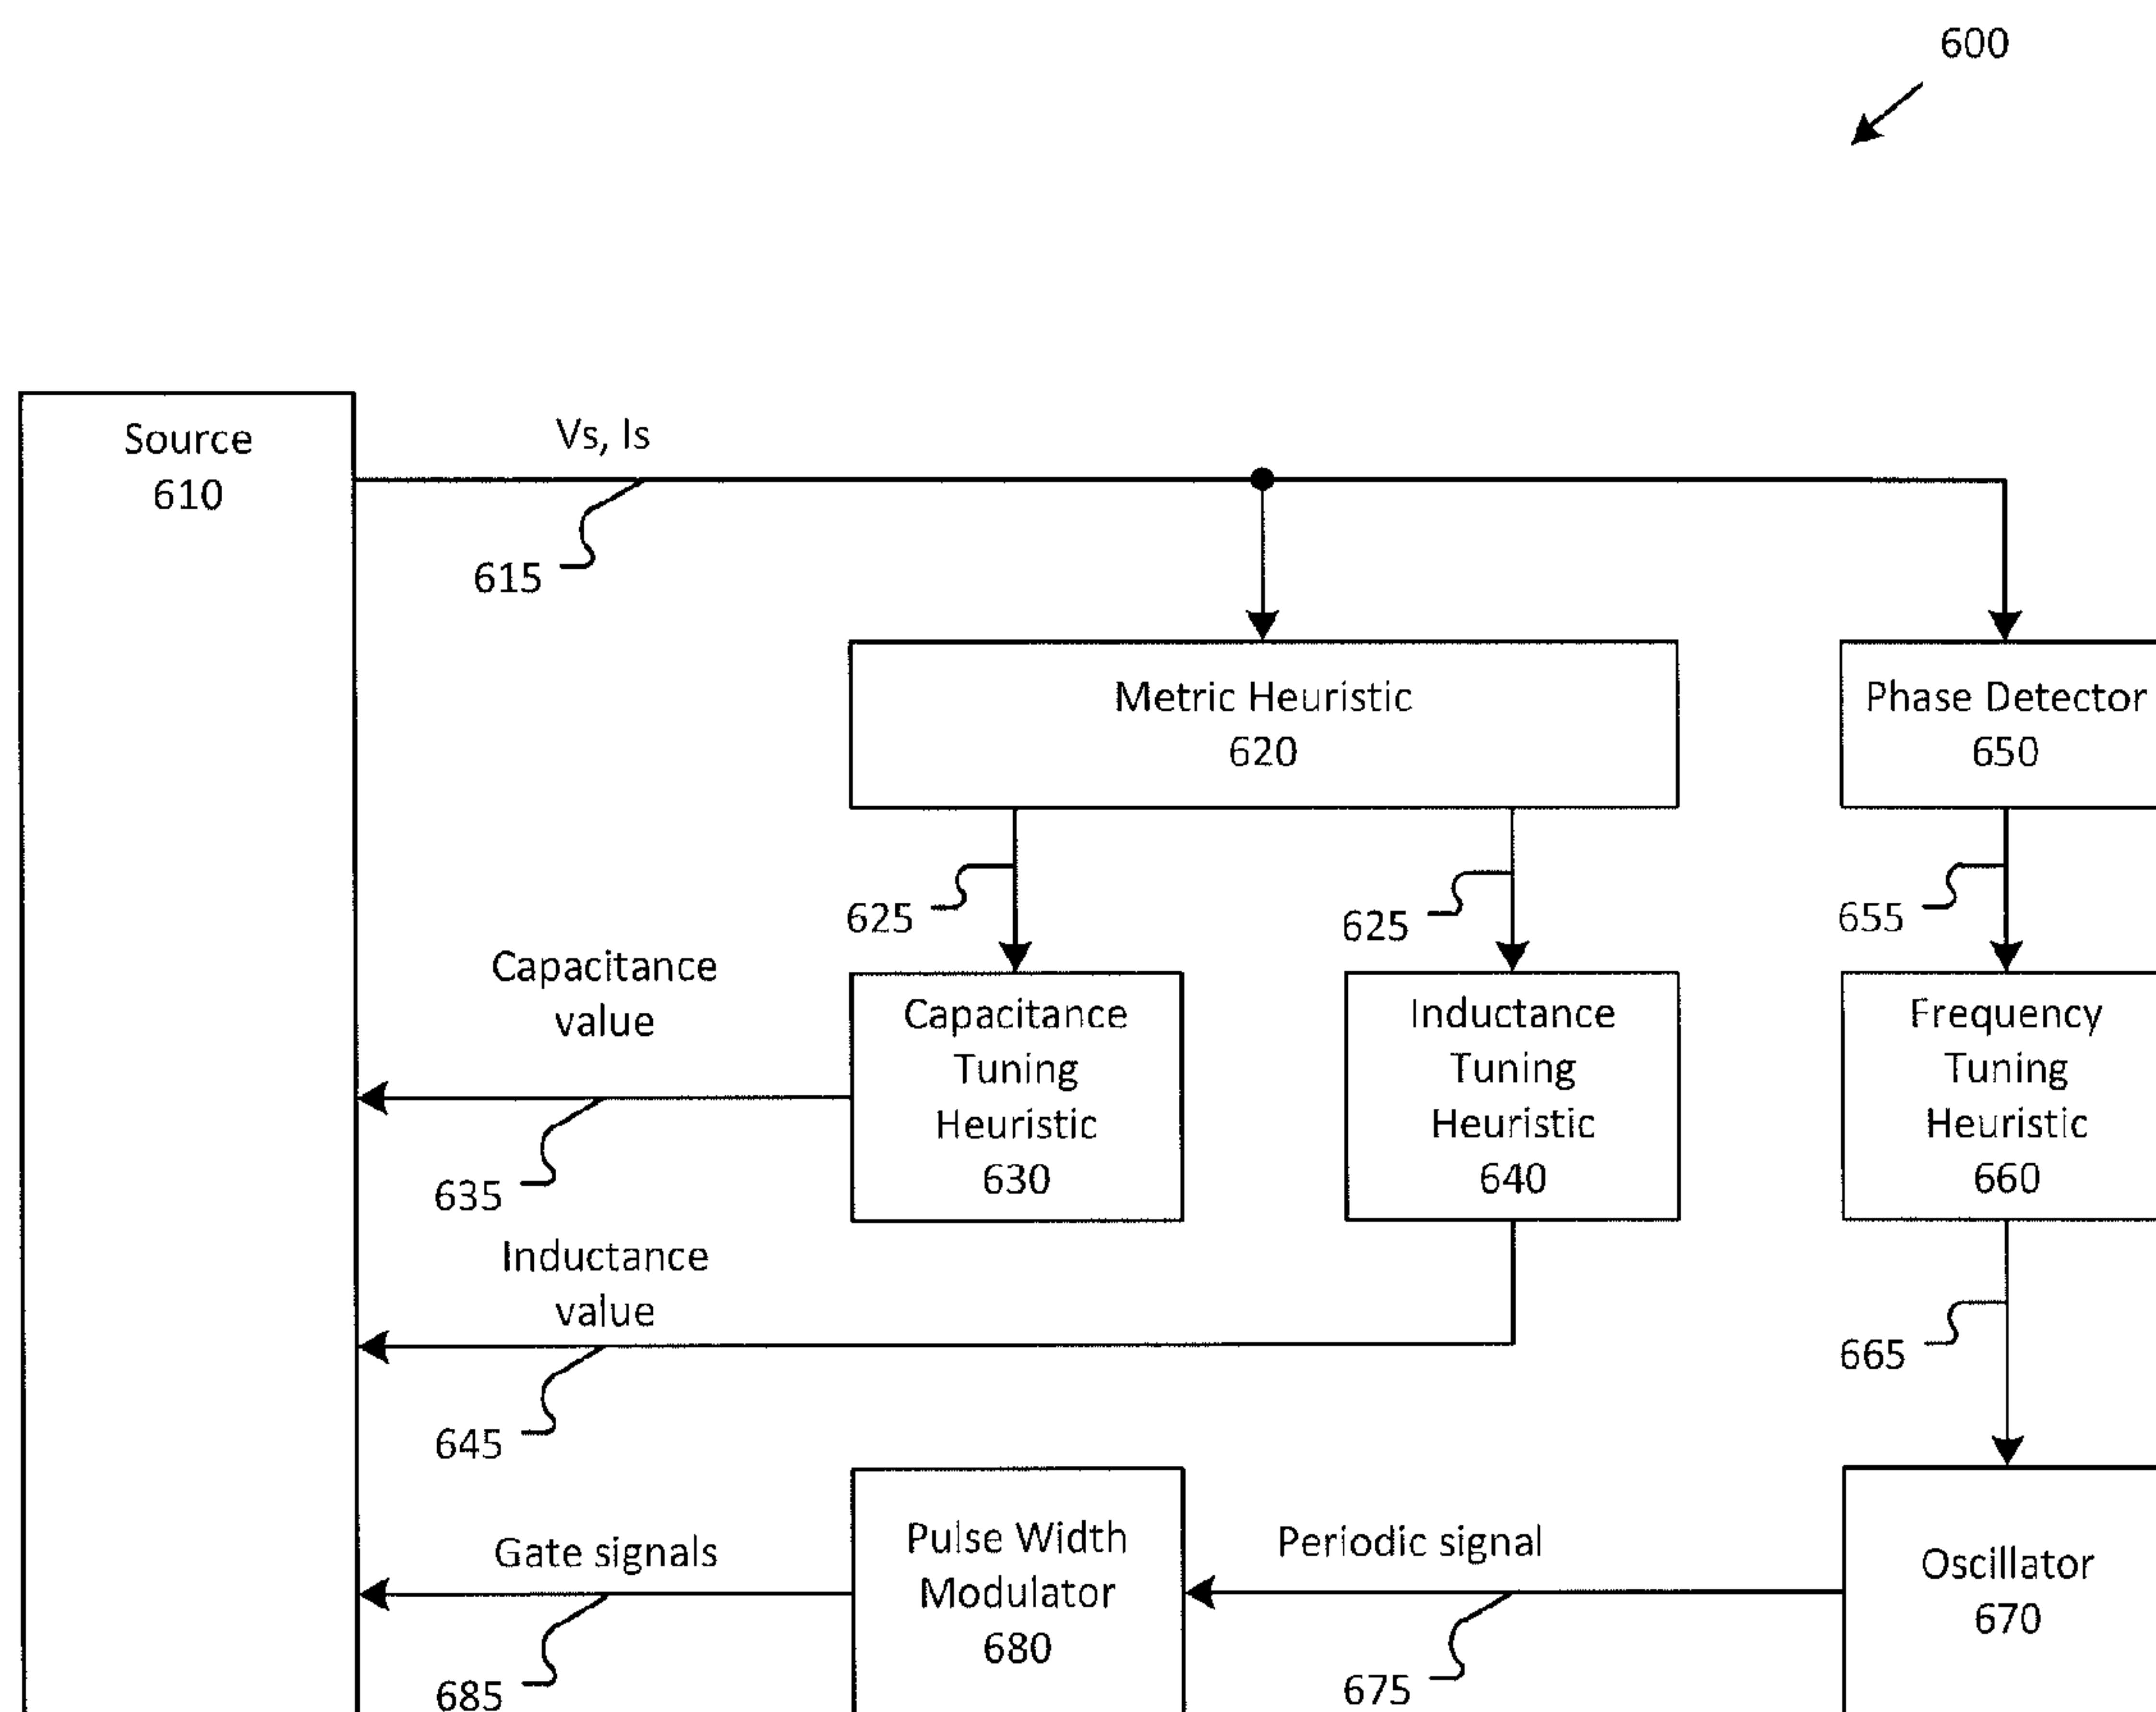 600
Source
610
Vs, Is
615
Metric Heuristic
620
Phase Detector
650
625
625
655
Capacitance
value
Capacitance
Tuning
Heuristic
630
Inductance
Tuning
Heuristic
640
Frequency
Tuning
Heuristic
660
635
Inductance
value
645
665
Gate signals
Pulse Width
Modulator
680
Periodic signal
Oscillator
670
685
675